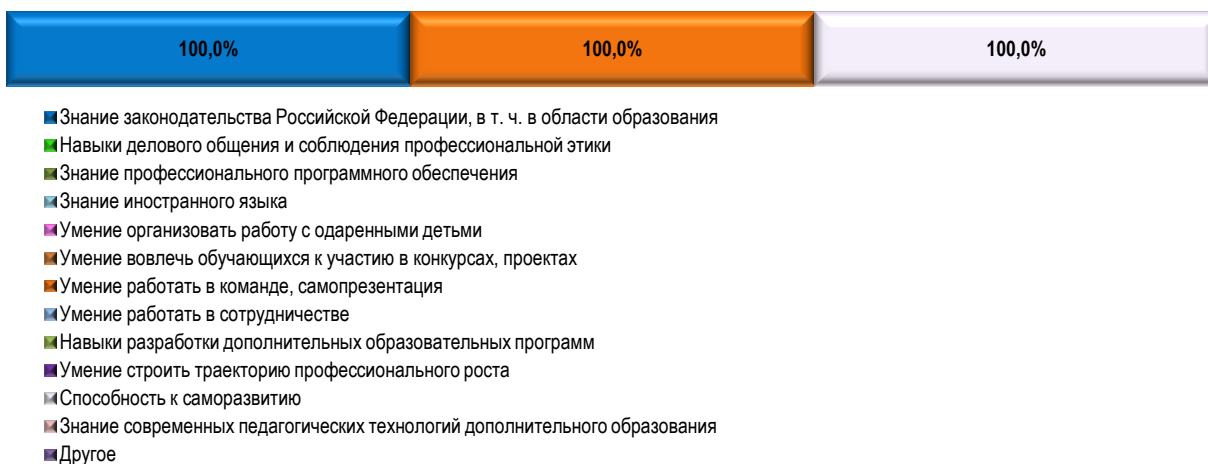 100,0% 100,0% 100,0%
Знание законодательства Российской Федерации, в т. ч. в области образования
Навыки делового общения и соблюдения профессиональной этики
Знание профессионального программного обеспечения
Знание иностранного языка
Умение организовать работу с одаренными детьми
Умение вовлечь обучающихся к участию в конкурсах, проектах
Умение работать в команде, самопрезентация
Умение работать в сотрудничестве
Навыки разработки дополнительных образовательных программ
Умение строить траекторию профессионального роста
Способность к саморазвитию
Знание современных педагогических технологий дополнительного образования
Другое